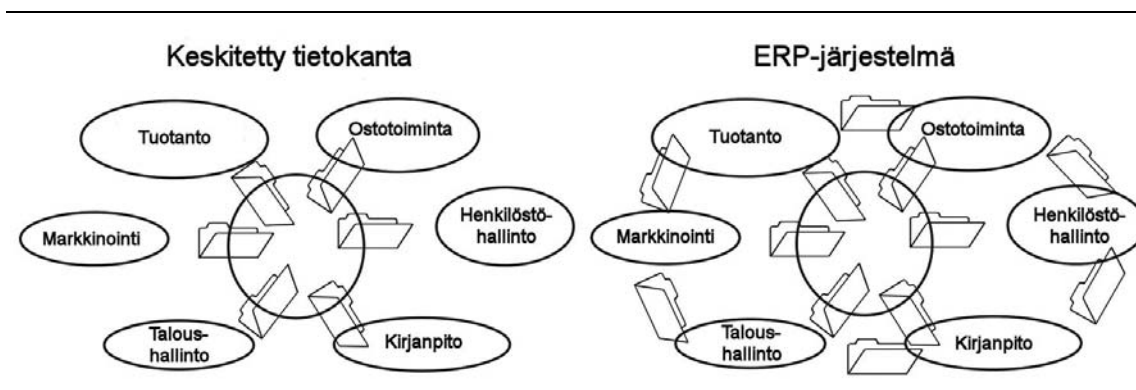 Keskitetty tietokanta
Tuotanto
Ostotoiminta
Markkinointi
Henkilöstö-
hallinto
Talous-
hallinto
Kirjanpito
ERP-järjestelmä
Tuotanto
Ostotoiminta
Markkinointi
Henkilöstö-
hallinto
Talous-
hallinto
Kirjanpito